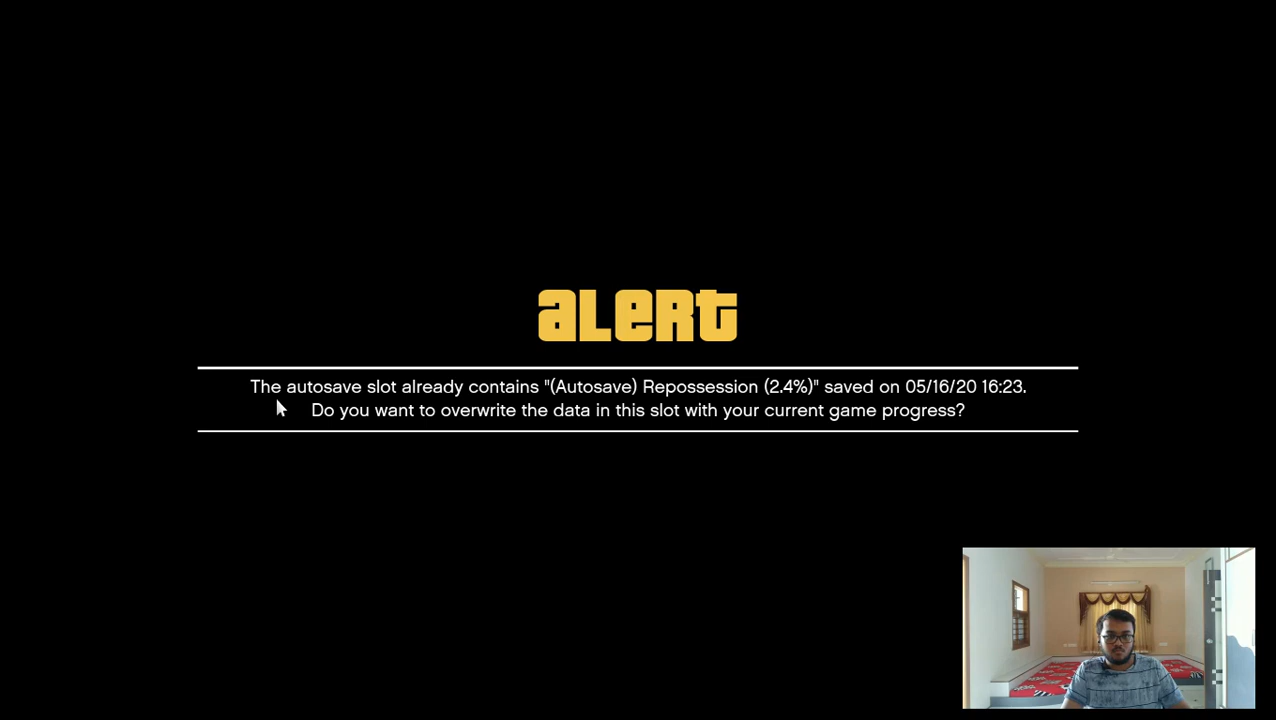 alert
The autosave slot already contains "(Autosave) Repossession (2.4%)" saved on 05/16/20 16:23.
Do you want to overwrite the data in this slot with your current game progress?